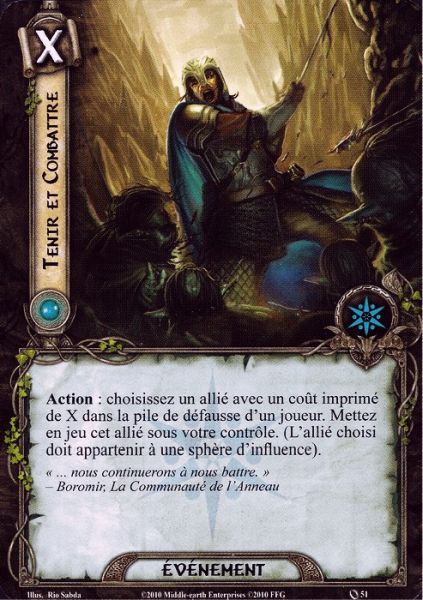 X
TENIR ET COMBATTRE
Action : choisissez un allié avec un coût imprimé
de X dans la pile de défausse d'un joueur. Mettez
en jeu cet allié sous votre contrôle. (L'allié choisi
doit appartenir à une sphère d'influence).
« ... nous continuerons à nous battre. »
– Boromir, La Communauté de l'Anneau
ÉVÉNEMENT
Illus. Rio Sabda
©2010 Middle-earth Enterprises ©2010 FFG
51